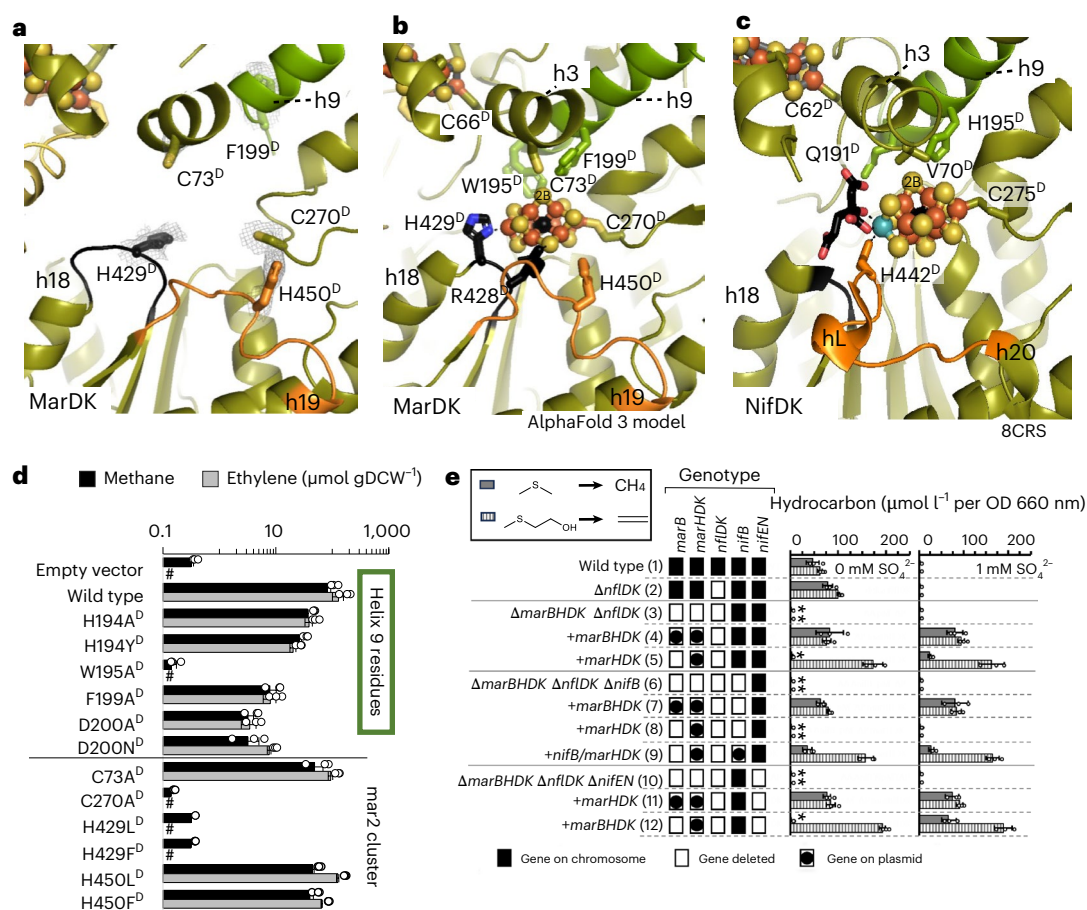 a
h9
F199D
C73D
C270D
H429D
h18
H450D
MarDK
h19
b
h3
h9
C66D
F199D
W195D
C73D
2B
H429D
C270D
h18
R428D
H450D
MarDK
h19
AlphaFold 3 model
c
h3
h9
C62D
H195D
Q191D
V70D
2B
C275D
H442D
h18
hL
h20
NifDK
8CRS
d
Methane
Ethylene (µmol gDCW−1)
0.1
10
1,000
Empty vector
#
Wild type
H194AD
H194YD
W195AD
#
F199AD
D200AD
D200ND
Helix 9 residues
C73AD
C270AD
#
H429LD
#
H429FD
#
H450LD
H450FD
mar2 cluster
e
S
CH4
S
OH
Genotype
marB
marHDK
nflDK
nifB
nifEN
Hydrocarbon (µmol l−1 per OD 660 nm)
0 100 200
0 100 200
0 mM SO42−
1 mM SO42−
Wild type (1)
ΔnflDK (2)
ΔmarBHDK ΔnflDK (3)
**
+marBHDK (4)
+marHDK (5)
*
ΔmarBHDK ΔnflDK ΔnifB (6)
**
+marBHDK (7)
+marHDK (8)
**
+nifB/marHDK (9)
ΔmarBHDK ΔnflDK ΔnifEN (10)
**
+marHDK (11)
+marBHDK (12)
*
Gene on chromosome
Gene deleted
Gene on plasmid